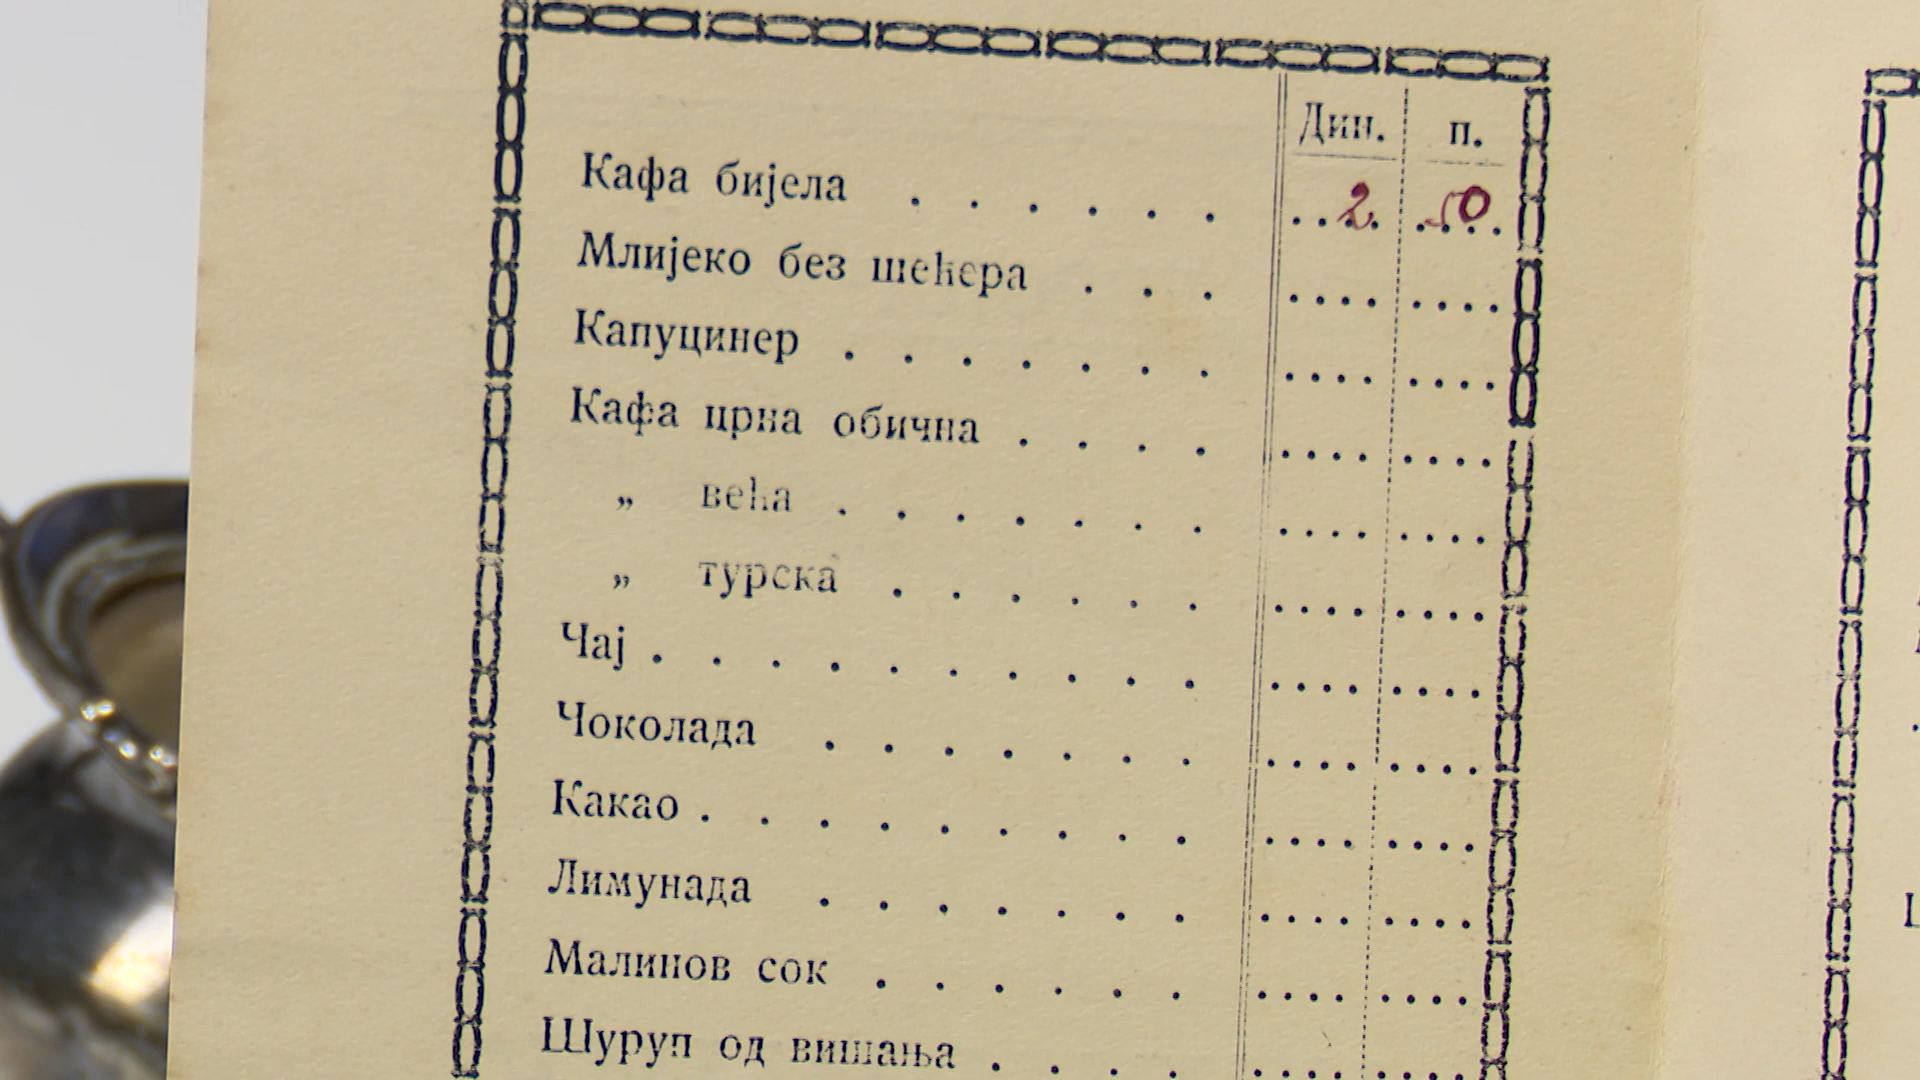 Дин. п.
Кафа бијела . . . . . . 2 50
Млијеко без шећера . . .
Капуцинер . . . . . . .
Кафа црна обична . . . .
„ већа . . . . . . .
„ турска . . . . . .
Чај . . . . . . . . . .
Чоколада . . . . . . .
Какао . . . . . . . . .
Лимунада . . . . . . .
Малинов сок . . . . . .
Шуруп од вишања . . . .